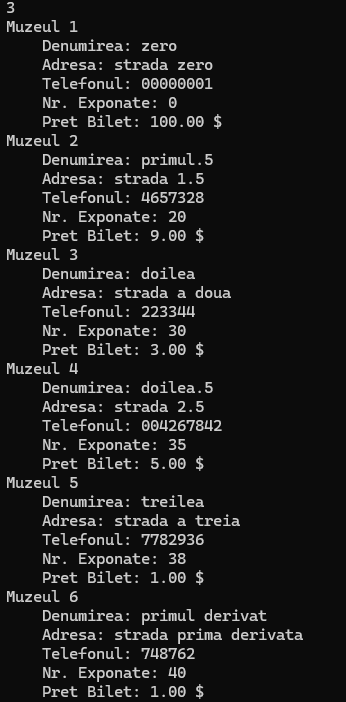 3
Muzeul 1
Denumirea: zero
Adresa: strada zero
Telefonul: 00000001
Nr. Exponate: 0
Pret Bilet: 100.00 $
Muzeul 2
Denumirea: primul.5
Adresa: strada 1.5
Telefonul: 4657328
Nr. Exponate: 20
Pret Bilet: 9.00 $
Muzeul 3
Denumirea: doilea
Adresa: strada a doua
Telefonul: 223344
Nr. Exponate: 30
Pret Bilet: 3.00 $
Muzeul 4
Denumirea: doilea.5
Adresa: strada 2.5
Telefonul: 004267842
Nr. Exponate: 35
Pret Bilet: 5.00 $
Muzeul 5
Denumirea: treilea
Adresa: strada a treia
Telefonul: 7782936
Nr. Exponate: 38
Pret Bilet: 1.00 $
Muzeul 6
Denumirea: primul derivat
Adresa: strada prima derivata
Telefonul: 748762
Nr. Exponate: 40
Pret Bilet: 1.00 $